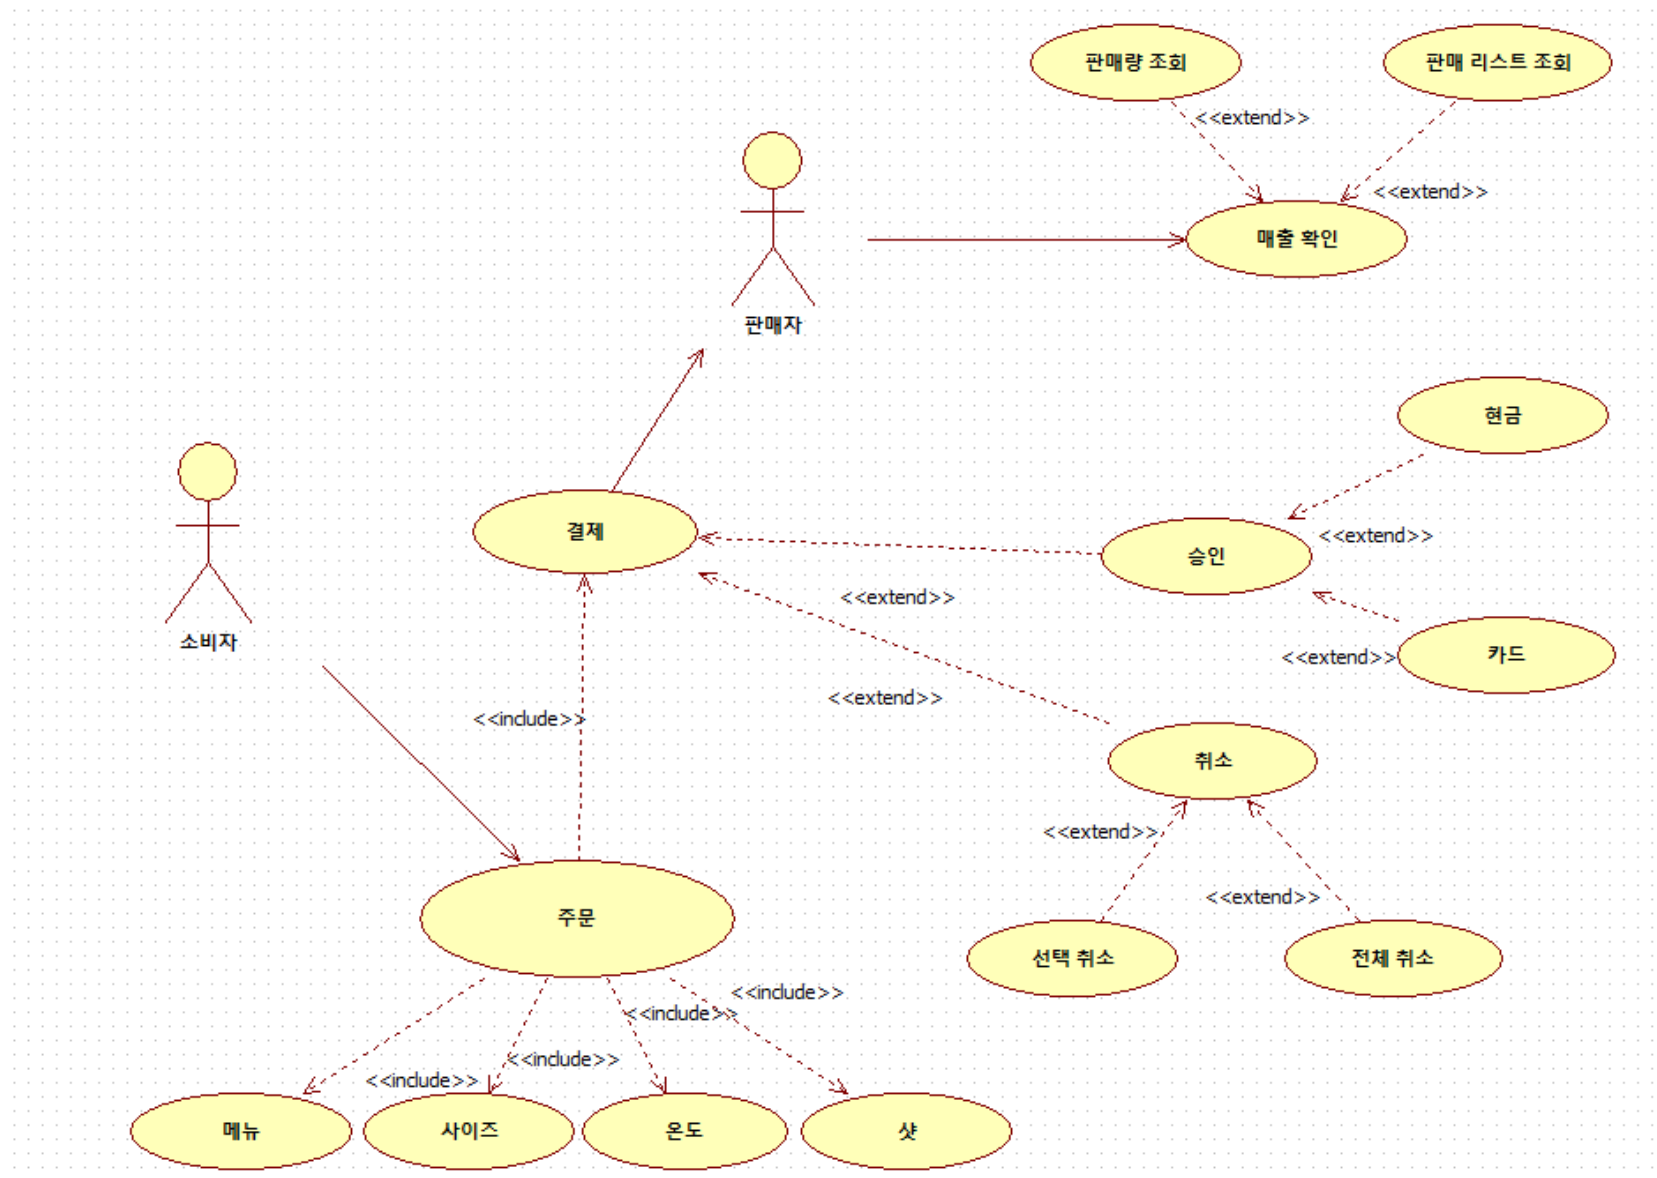 판매량 조회
판매 리스트 조회
<<extend>>
<<extend>>
매출 확인
판매자
현금
결제
<<extend>>
승인
<<extend>>
소비자
<<extend>>
카드
<<extend>>
<<include>>
취소
<<extend>>
<<extend>>
주문
선택 취소
전체 취소
<<include>>
<<include>>
<<include>>
<<include>>
메뉴
사이즈
온도
샷